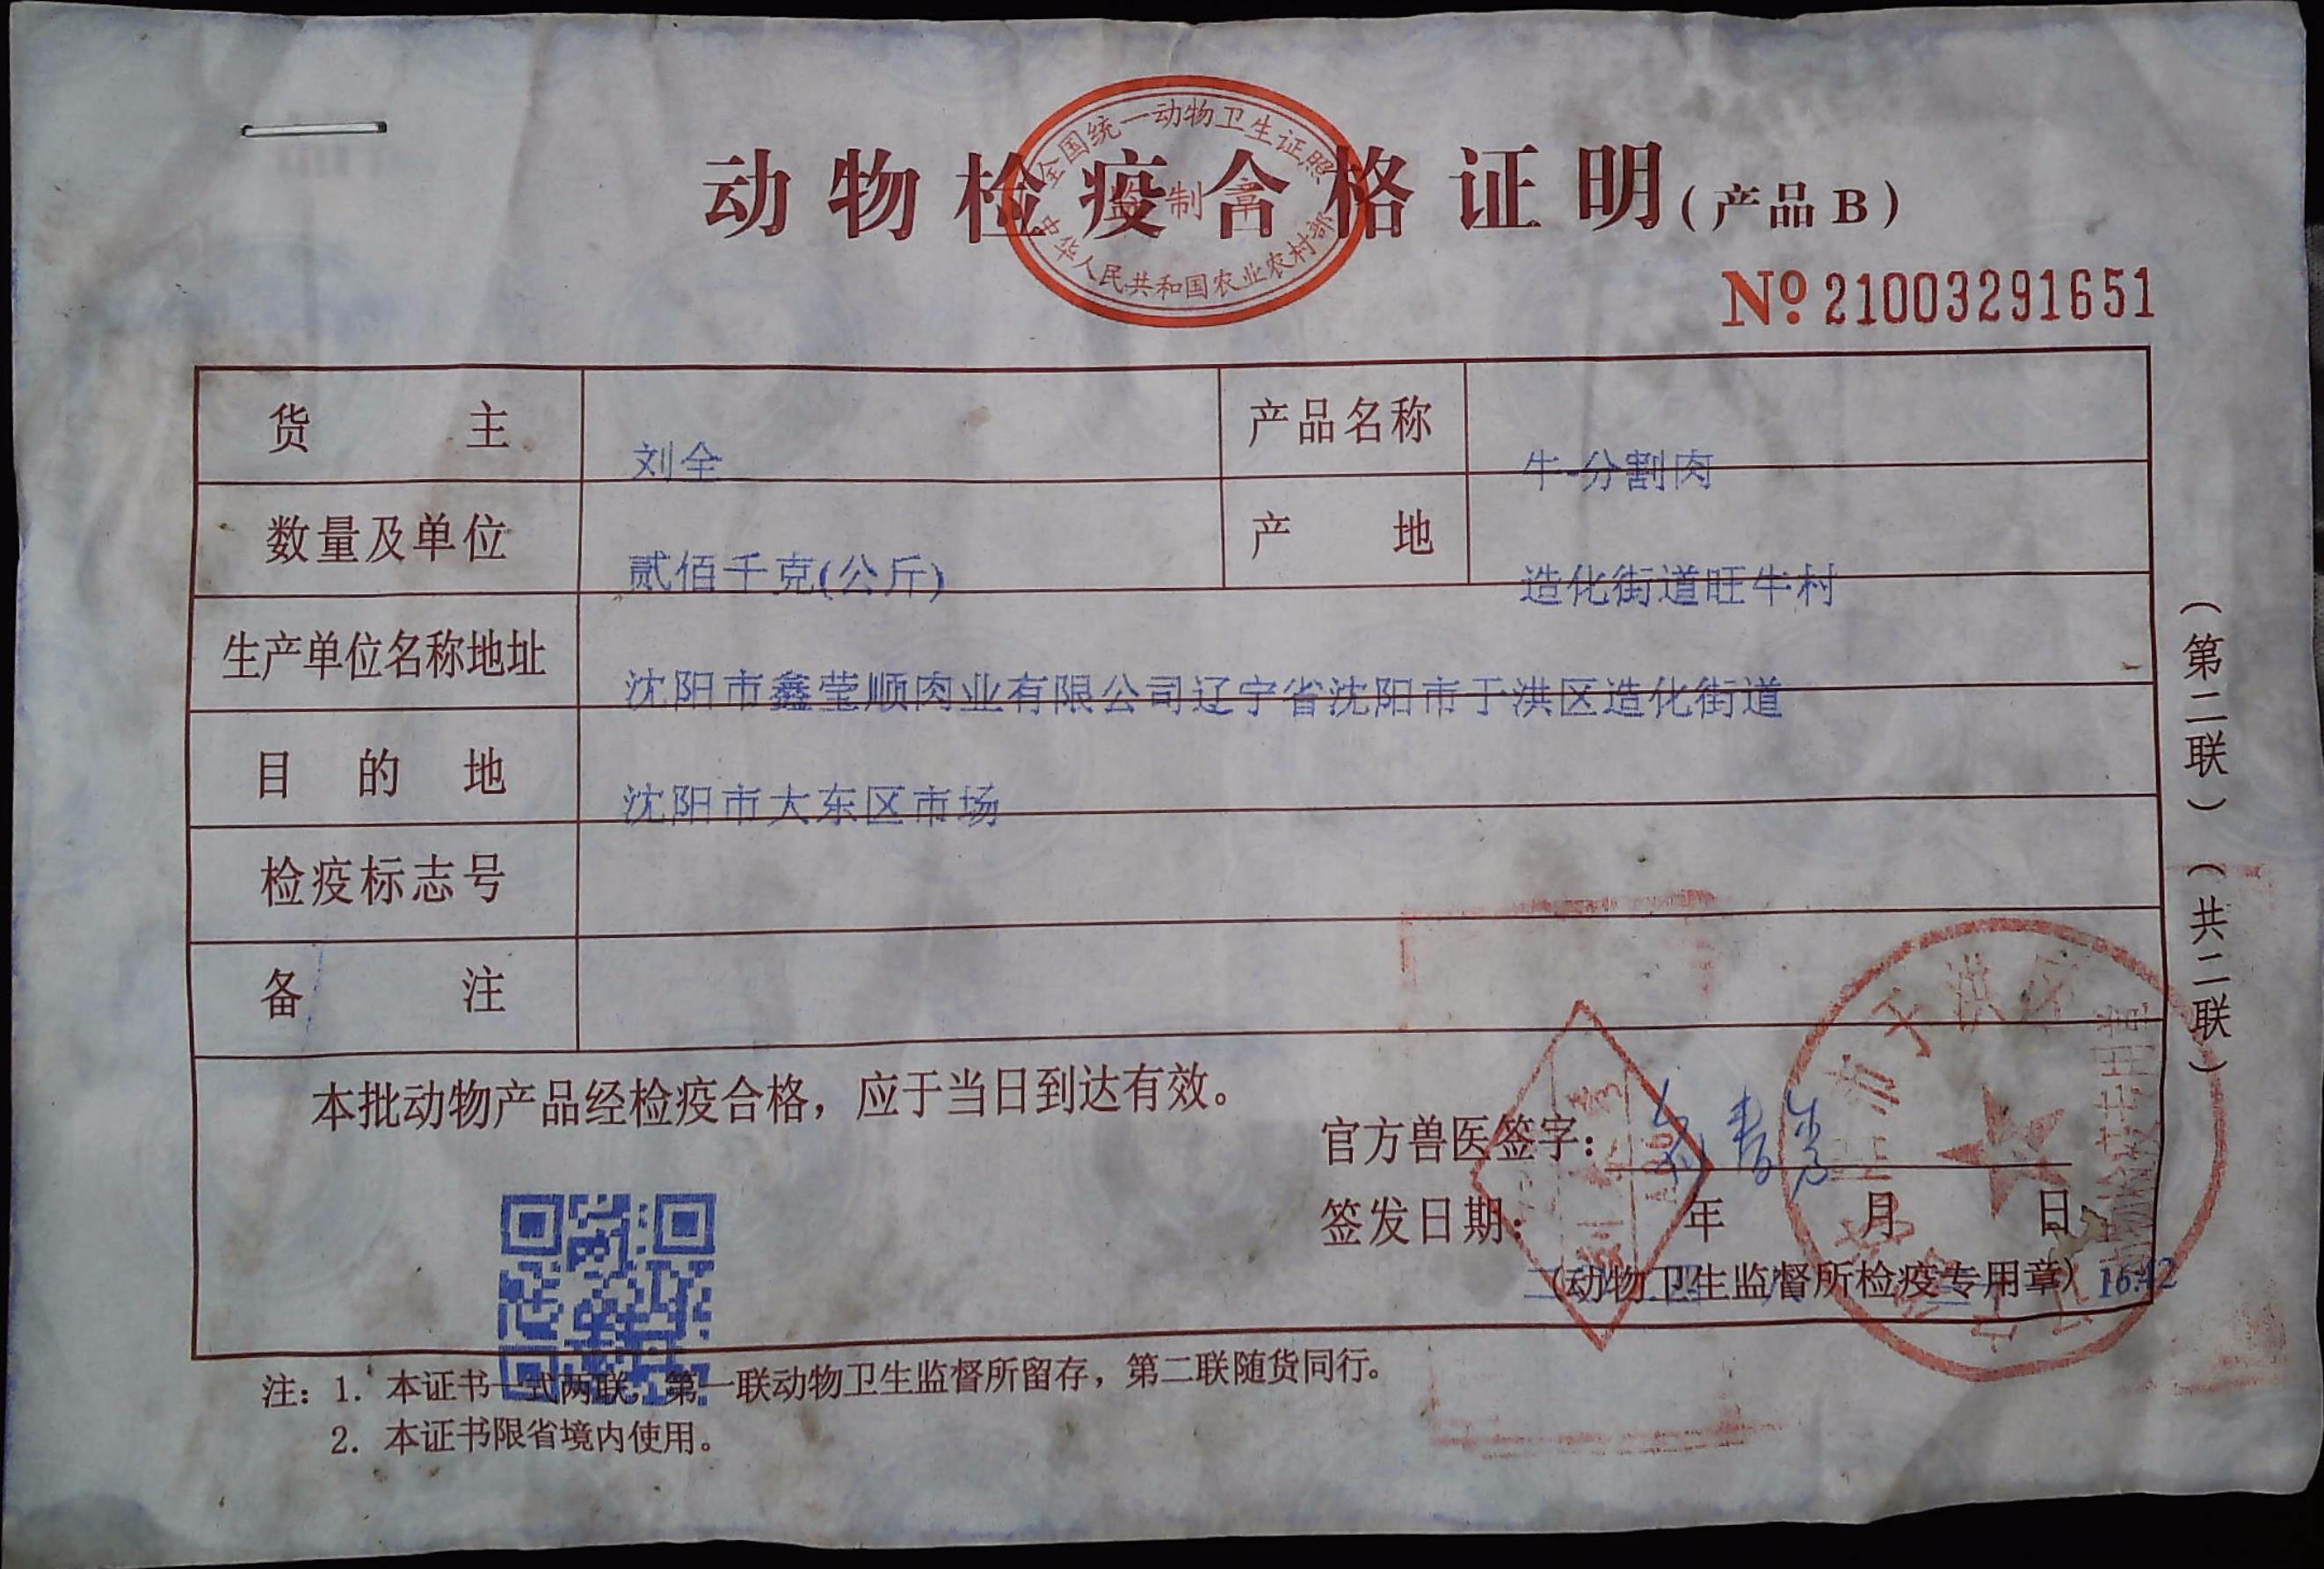 动物检疫合格证明(产品B)
全国统一动物卫生证照
监制章
中华人民共和国农业农村部
№21003291651
货主 刘全 产品名称 牛-分割肉
数量及单位 贰佰千克(公斤) 产地 造化街道旺牛村
生产单位名称地址 沈阳市鑫莹顺肉业有限公司辽宁省沈阳市于洪区造化街道
目的地 沈阳市大东区市场
检疫标志号
备注
本批动物产品经检疫合格，应于当日到达有效。
官方兽医签字：
签发日期： 年 月 日
(动物卫生监督所检疫专用章) 16:42
注：1. 本证书一式两联，第一联动物卫生监督所留存，第二联随货同行。
2. 本证书限省境内使用。
(第二联)
(共二联)
市于洪区